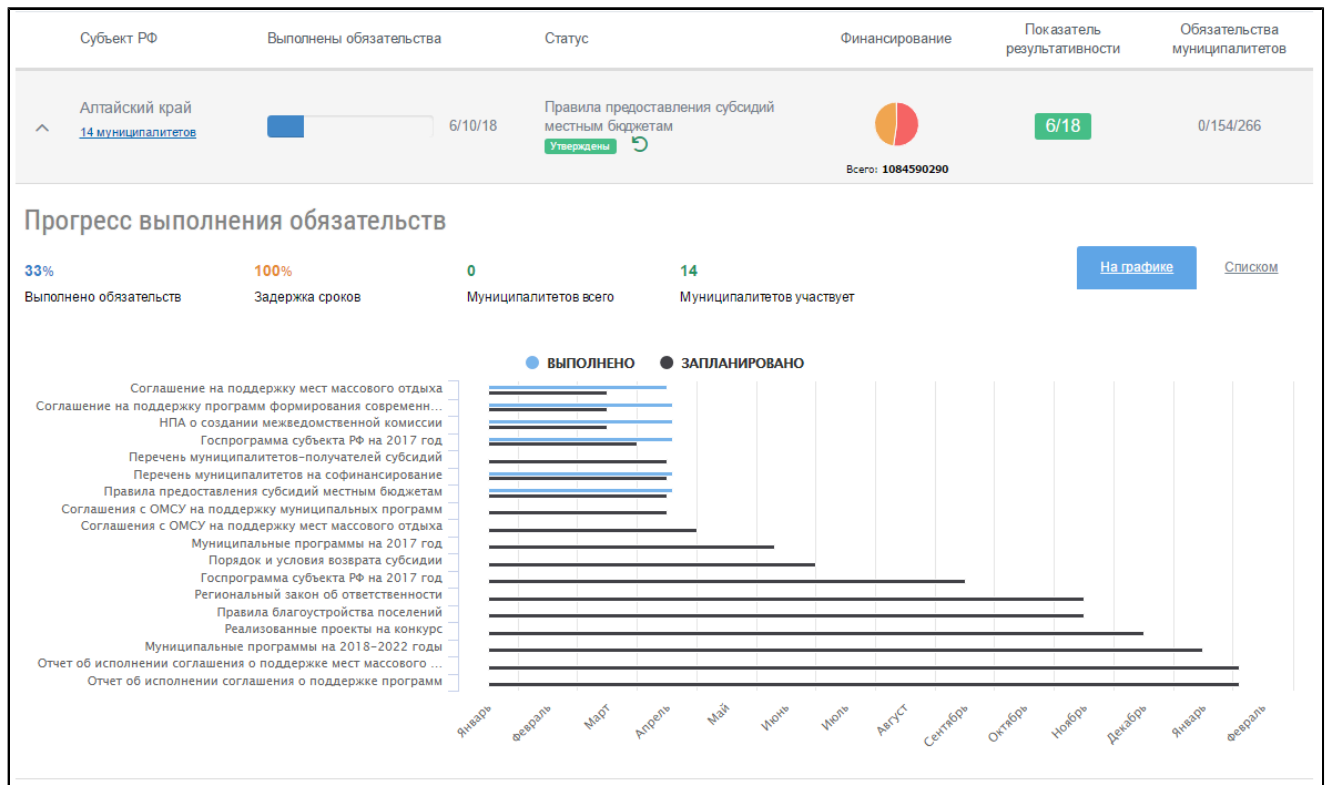 Субъект РФ
Выполнены обязательства
Статус
Финансирование
Показатель
результативности
Обязательства
муниципалитетов
Алтайский край
14 муниципалитетов
6/10/18
Правила предоставления субсидий
местным бюджетам
Утверждены
Всего: 1084590290
6/18
0/154/266
Прогресс выполнения обязательств
33%
Выполнено обязательств
100%
Задержка сроков
0
Муниципалитетов всего
14
Муниципалитетов участвует
На графике
Списком
ВЫПОЛНЕНО
ЗАПЛАНИРОВАНО
Соглашение на поддержку мест массового отдыха
Соглашение на поддержку программ формирования современн...
НПА о создании межведомственной комиссии
Госпрограмма субъекта РФ на 2017 год
Перечень муниципалитетов-получателей субсидий
Перечень муниципалитетов на софинансирование
Правила предоставления субсидий местным бюджетам
Соглашения с ОМСУ на поддержку муниципальных программ
Соглашения с ОМСУ на поддержку мест массового отдыха
Муниципальные программы на 2017 год
Порядок и условия возврата субсидии
Госпрограмма субъекта РФ на 2017 год
Региональный закон об ответственности
Правила благоустройства поселений
Реализованные проекты на конкурс
Муниципальные программы на 2018-2022 годы
Отчет об исполнении соглашения о поддержке мест массового ...
Отчет об исполнении соглашения о поддержке программ
Январь
Февраль
Март
Апрель
Май
Июнь
Июль
Август
Сентябрь
Октябрь
Ноябрь
Декабрь
Январь
Февраль